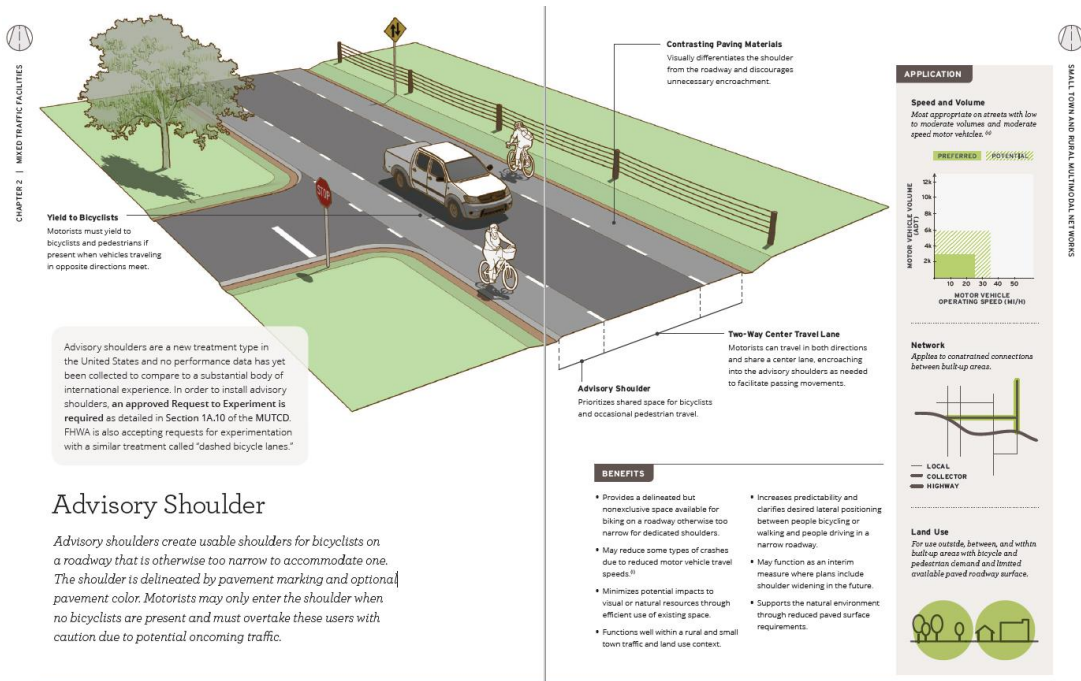 CHAPTER 2 | MIXED TRAFFIC FACILITIES
STOP
Yield to Bicyclists
Motorists must yield to
bicyclists and pedestrians if
present when vehicles traveling
in opposite directions meet.
Advisory shoulders are a new treatment type in
the United States and no performance data has yet
been collected to compare to a substantial body of
international experience. In order to install advisory
shoulders, an approved Request to Experiment is
required as detailed in Section 1A.10 of the MUTCD.
FHWA is also accepting requests for experimentation
with a similar treatment called “dashed bicycle lanes.”
Advisory Shoulder
Advisory shoulders create usable shoulders for bicyclists on
a roadway that is otherwise too narrow to accommodate one.
The shoulder is delineated by pavement marking and optional
pavement color. Motorists may only enter the shoulder when
no bicyclists are present and must overtake these users with
caution due to potential oncoming traffic.
Contrasting Paving Materials
Visually differentiates the shoulder
from the roadway and discourages
unnecessary encroachment.
Two-Way Center Travel Lane
Motorists can travel in both directions
and share a center lane, encroaching
into the advisory shoulders as needed
to facilitate passing movements.
Advisory Shoulder
Prioritizes shared space for bicyclists
and occasional pedestrian travel.
BENEFITS
• Provides a delineated but
nonexclusive space available for
biking on a roadway otherwise too
narrow for dedicated shoulders.
• May reduce some types of crashes
due to reduced motor vehicle travel
speeds.
• Minimizes potential impacts to
visual or natural resources through
efficient use of existing space.
• Functions well within a rural and small
town traffic and land use context.
• Increases predictability and
clarifies desired lateral positioning
between people bicycling or
walking and people driving in a
narrow roadway.
• May function as an interim
measure where plans include
shoulder widening in the future.
• Supports the natural environment
through reduced paved surface
requirements.
APPLICATION
Speed and Volume
Most appropriate on streets with low
to moderate volumes and moderate
speed motor vehicles.
PREFERRED POTENTIAL
MOTOR VEHICLE VOLUME
(ADT)
12k
10k
8k
6k
4k
2k
10 20 30 40 50
MOTOR VEHICLE
OPERATING SPEED (MI/H)
Network
Applies to constrained connections
between built-up areas.
LOCAL
COLLECTOR
HIGHWAY
Land Use
For use outside, between, and within
built-up areas with bicycle and
pedestrian demand and limited
available paved roadway surface.
SMALL TOWN AND RURAL MULTIMODAL NETWORKS